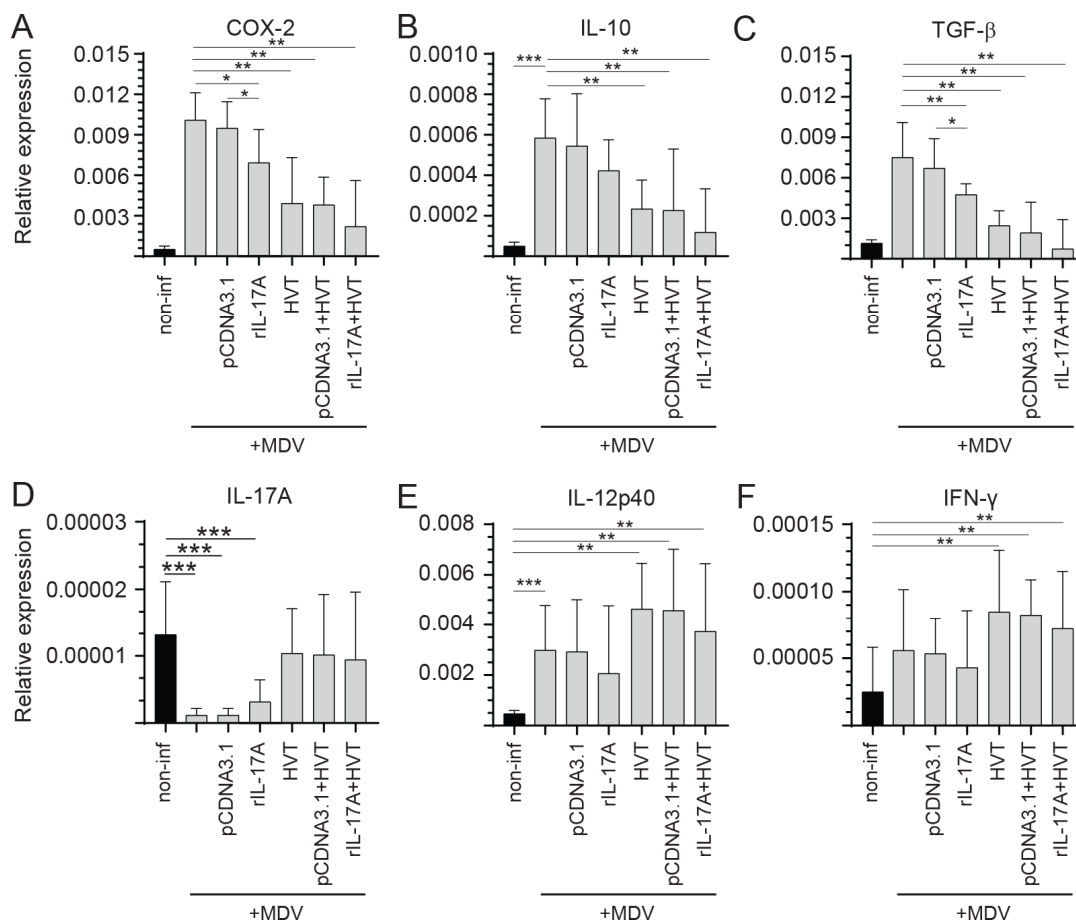 A
COX-2
Relative expression
0.015
0.012
0.009
0.006
0.003
**
**
**
*
*
non-inf
pCDNA3.1
rIL-17A
HVT
pCDNA3.1+HVT
rIL-17A+HVT
+MDV
B
IL-10
0.0010
0.0008
0.0006
0.0004
0.0002
***
**
**
**
non-inf
pCDNA3.1
rIL-17A
HVT
pCDNA3.1+HVT
rIL-17A+HVT
+MDV
C
TGF-β
0.015
0.012
0.009
0.006
0.003
**
**
**
**
*
non-inf
pCDNA3.1
rIL-17A
HVT
pCDNA3.1+HVT
rIL-17A+HVT
+MDV
D
IL-17A
Relative expression
0.00003
0.00002
0.00001
***
***
***
non-inf
pCDNA3.1
rIL-17A
HVT
pCDNA3.1+HVT
rIL-17A+HVT
+MDV
E
IL-12p40
0.008
0.006
0.004
0.002
**
**
**
***
non-inf
pCDNA3.1
rIL-17A
HVT
pCDNA3.1+HVT
rIL-17A+HVT
+MDV
F
IFN-γ
0.00015
0.00010
0.00005
**
**
**
non-inf
pCDNA3.1
rIL-17A
HVT
pCDNA3.1+HVT
rIL-17A+HVT
+MDV